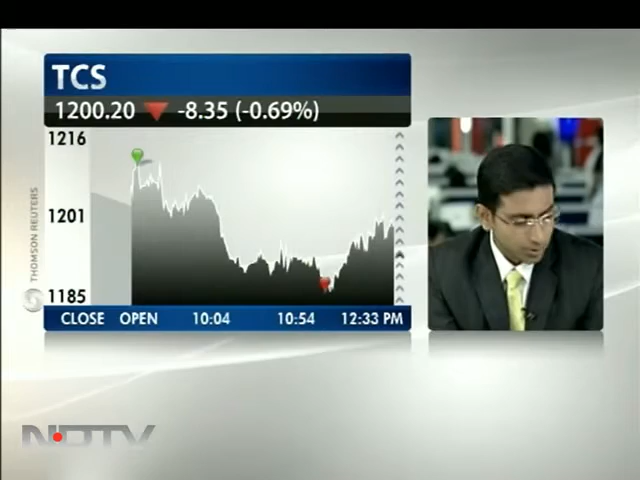 TCS
1200.20 -8.35 (-0.69%)
1216
1201
1185
THOMSON REUTERS
CLOSE OPEN 10:04 10:54 12:33 PM
NDTV